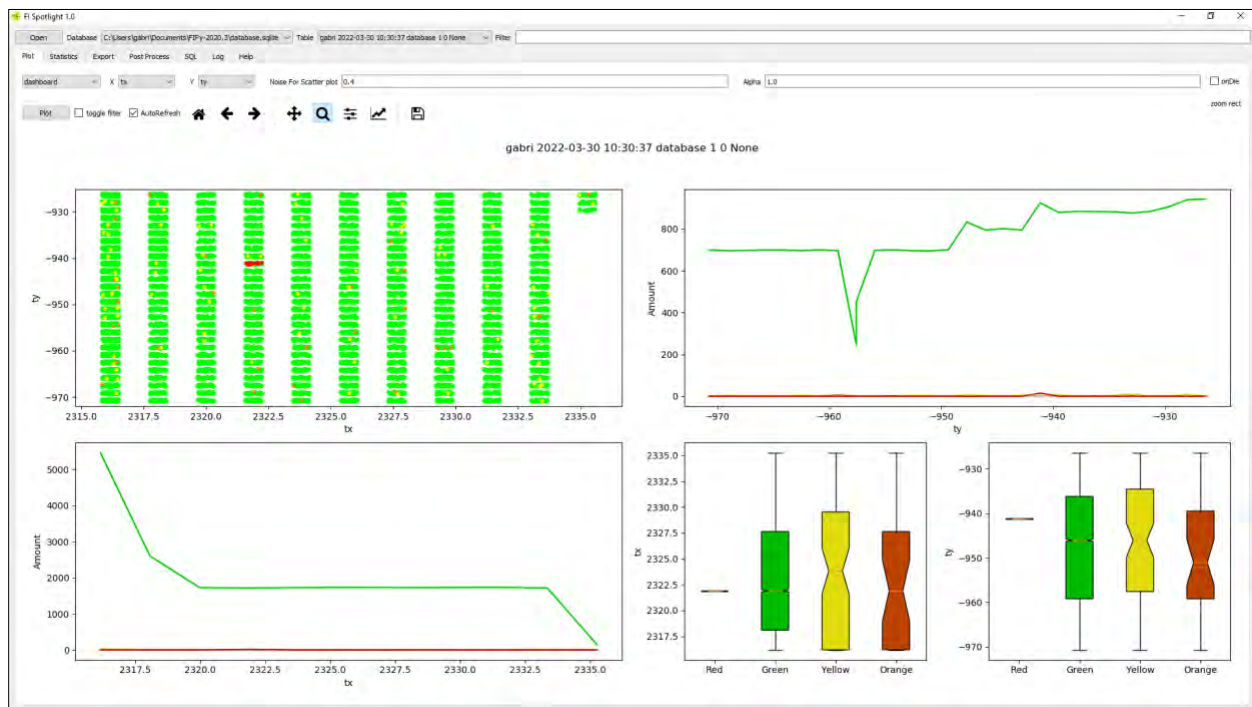 FI Spotlight 1.0
Open Database C:\Users\gabri\Documents\FIPy-2020.3\database.sqlite Table gabri 2022-03-30 10:30:37 database 1 0 None Filter
Plot Statistics Export Post Process SQL Log Help
dashboard X tx Y ty Noise For Scatter plot 0.4 Alpha 1.0 onDie
Plot toggle filter AutoRefresh zoom rect
gabri 2022-03-30 10:30:37 database 1 0 None
ty
−930
−940
−950
−960
−970
2315.0 2317.5 2320.0 2322.5 2325.0 2327.5 2330.0 2332.5 2335.0
tx
Amount
800
600
400
200
0
−970 −960 −950 −940 −930
ty
Amount
5000
4000
3000
2000
1000
0
2317.5 2320.0 2322.5 2325.0 2327.5 2330.0 2332.5 2335.0
tx
tx
2335.0
2332.5
2330.0
2327.5
2325.0
2322.5
2320.0
2317.5
Red Green Yellow Orange
ty
−930
−940
−950
−960
−970
Red Green Yellow Orange